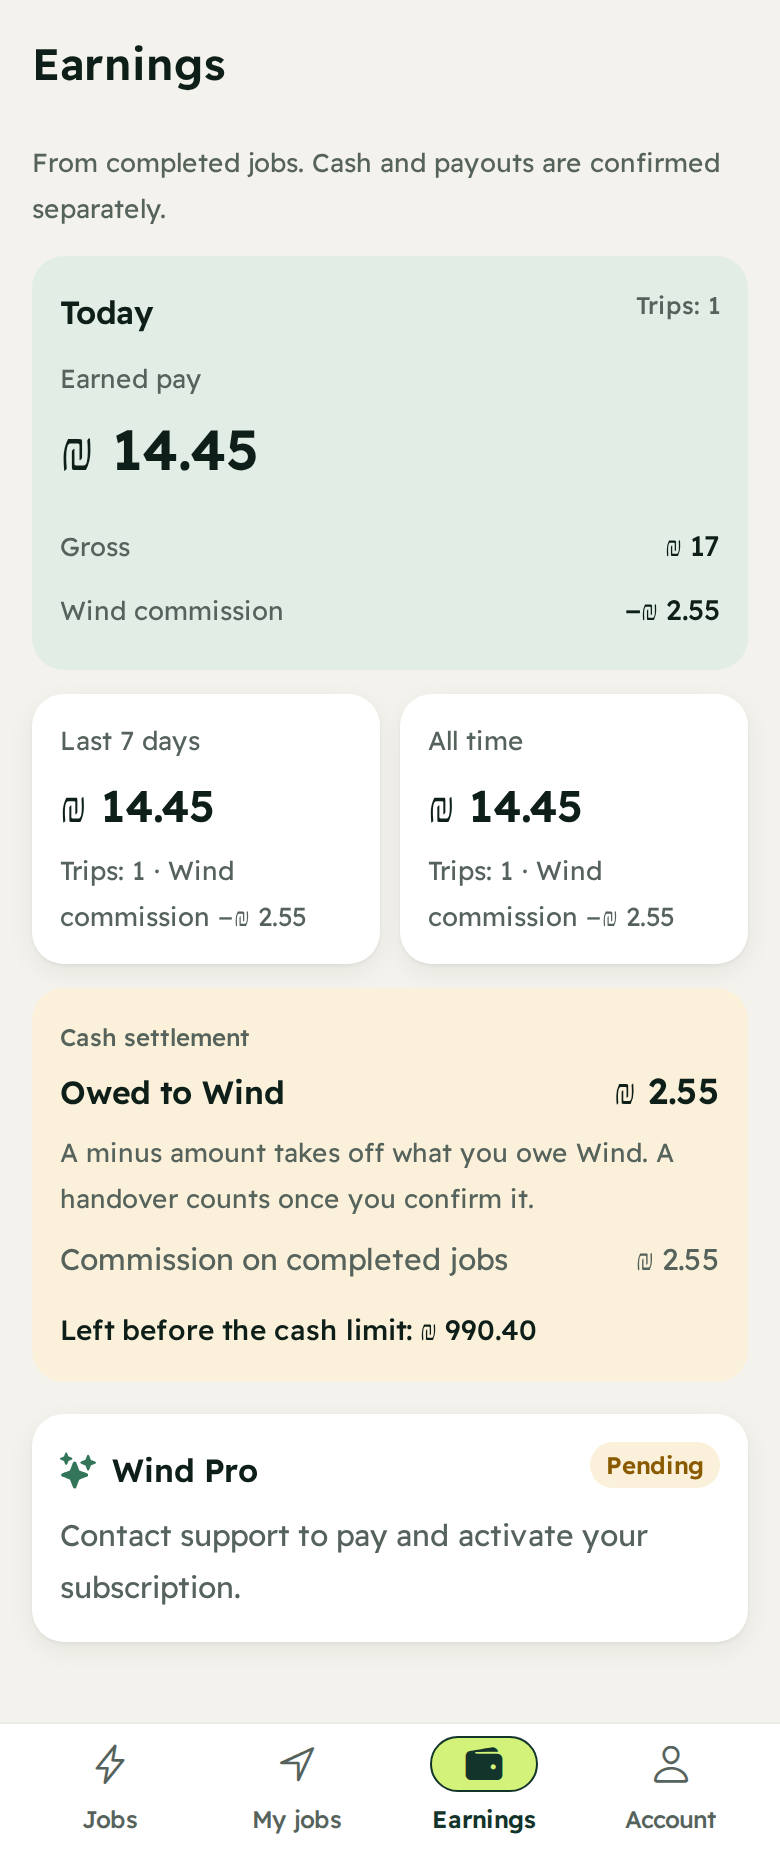 Earnings
From completed jobs. Cash and payouts are confirmed
separately.
Today
Trips: 1
Earned pay
₪ 14.45
Gross
₪ 17
Wind commission
−₪ 2.55
Last 7 days
₪ 14.45
Trips: 1 · Wind
commission −₪ 2.55
All time
₪ 14.45
Trips: 1 · Wind
commission −₪ 2.55
Cash settlement
Owed to Wind
₪ 2.55
A minus amount takes off what you owe Wind. A
handover counts once you confirm it.
Commission on completed jobs
₪ 2.55
Left before the cash limit: ₪ 990.40
Wind Pro
Pending
Contact support to pay and activate your
subscription.
Jobs
My jobs
Earnings
Account